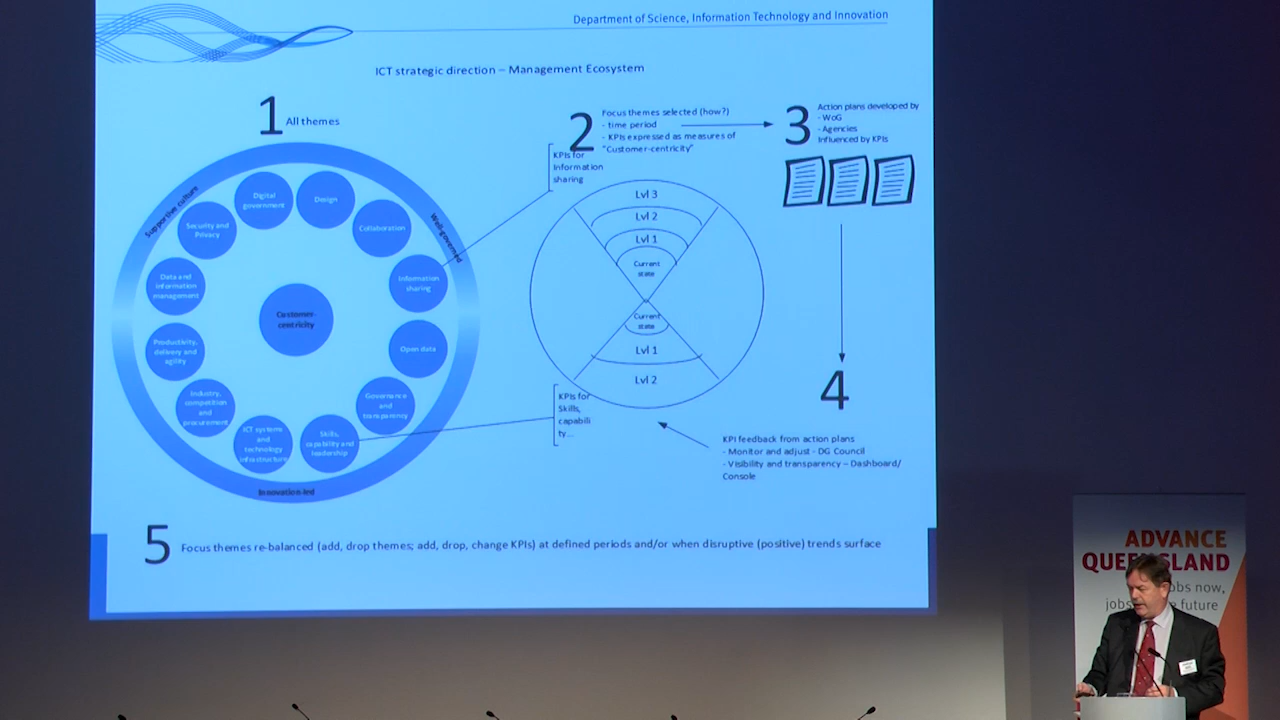 Department of Science, Information Technology and Innovation
ICT strategic direction – Management Ecosystem
1
All themes
Supportive culture
Well-governed
Innovation-led
Digital
government
Design
Collaboration
Information
sharing
Open data
Governance
and
transparency
Skills,
capability and
leadership
ICT systems
and
technology
infrastructure
Industry,
competition
and
procurement
Productivity,
delivery and
agility
Data and
information
management
Security and
Privacy
Customer-
centricity
2
Focus themes selected (how?)
- time period
- KPIs expressed as measures of
"Customer-centricity"
KPIs for
Information
sharing
Lvl 3
Lvl 2
Lvl 1
Current
state
Current
state
Lvl 1
Lvl 2
KPIs for
Skills,
capabili
ty...
3
Action plans developed by
- WoG
- Agencies
Influenced by KPIs
4
KPI feedback from action plans
- Monitor and adjust - DG Council
- Visibility and transparency – Dashboard/
Console
5
Focus themes re-balanced (add, drop themes; add, drop, change KPIs) at defined periods and/or when disruptive (positive) trends surface
ADVANCE
QUEENSLAND
obs now,
jobs future